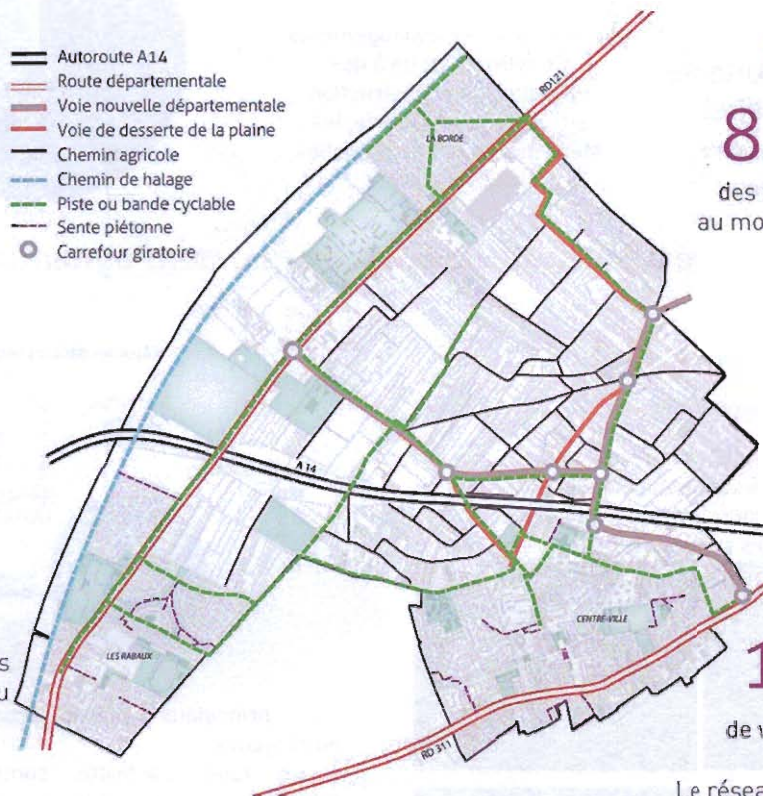 Autoroute A14
Route départementale
Voie nouvelle départementale
Voie de desserte de la plaine
Chemin agricole
Chemin de halage
Piste ou bande cyclable
Sente piétonne
Carrefour giratoire
RD121
LA BORDE
8
des
au mo
A 14
LES RABAUX
CENTRE-VILLE
RD 311
s
u
1
de v
Le résea